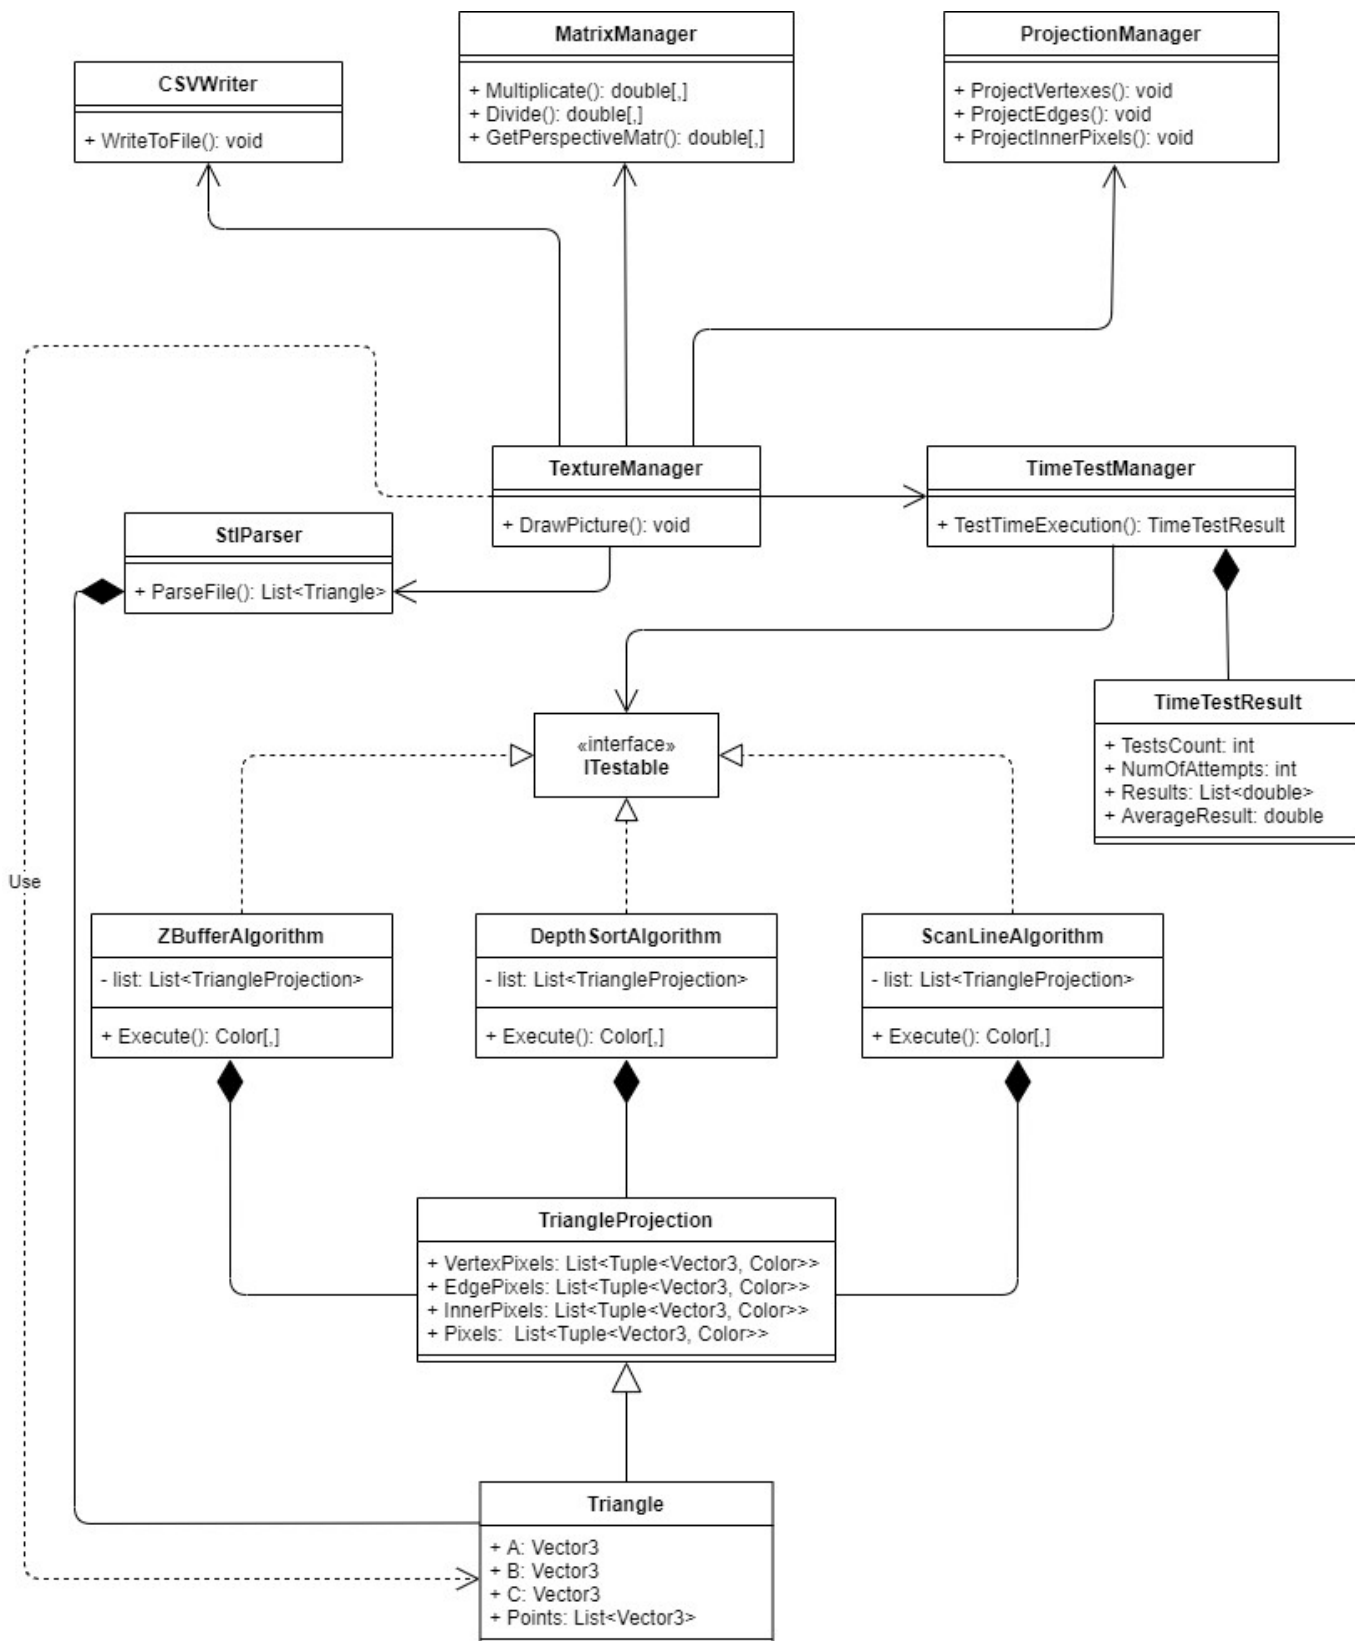 MatrixManager
+ Multiplicate(): double[,]
+ Divide(): double[,]
+ GetPerspectiveMatr(): double[,]
ProjectionManager
+ ProjectVertexes(): void
+ ProjectEdges(): void
+ ProjectInnerPixels(): void
CSVWriter
+ WriteToFile(): void
TextureManager
+ DrawPicture(): void
TimeTestManager
+ TestTimeExecution(): TimeTestResult
StlParser
+ ParseFile(): List<Triangle>
«interface»
ITestable
TimeTestResult
+ TestsCount: int
+ NumOfAttempts: int
+ Results: List<double>
+ AverageResult: double
Use
ZBufferAlgorithm
- list: List<TriangleProjection>
+ Execute(): Color[,]
DepthSortAlgorithm
- list: List<TriangleProjection>
+ Execute(): Color[,]
ScanLineAlgorithm
- list: List<TriangleProjection>
+ Execute(): Color[,]
TriangleProjection
+ VertexPixels: List<Tuple<Vector3, Color>>
+ EdgePixels: List<Tuple<Vector3, Color>>
+ InnerPixels: List<Tuple<Vector3, Color>>
+ Pixels: List<Tuple<Vector3, Color>>
Triangle
+ A: Vector3
+ B: Vector3
+ C: Vector3
+ Points: List<Vector3>